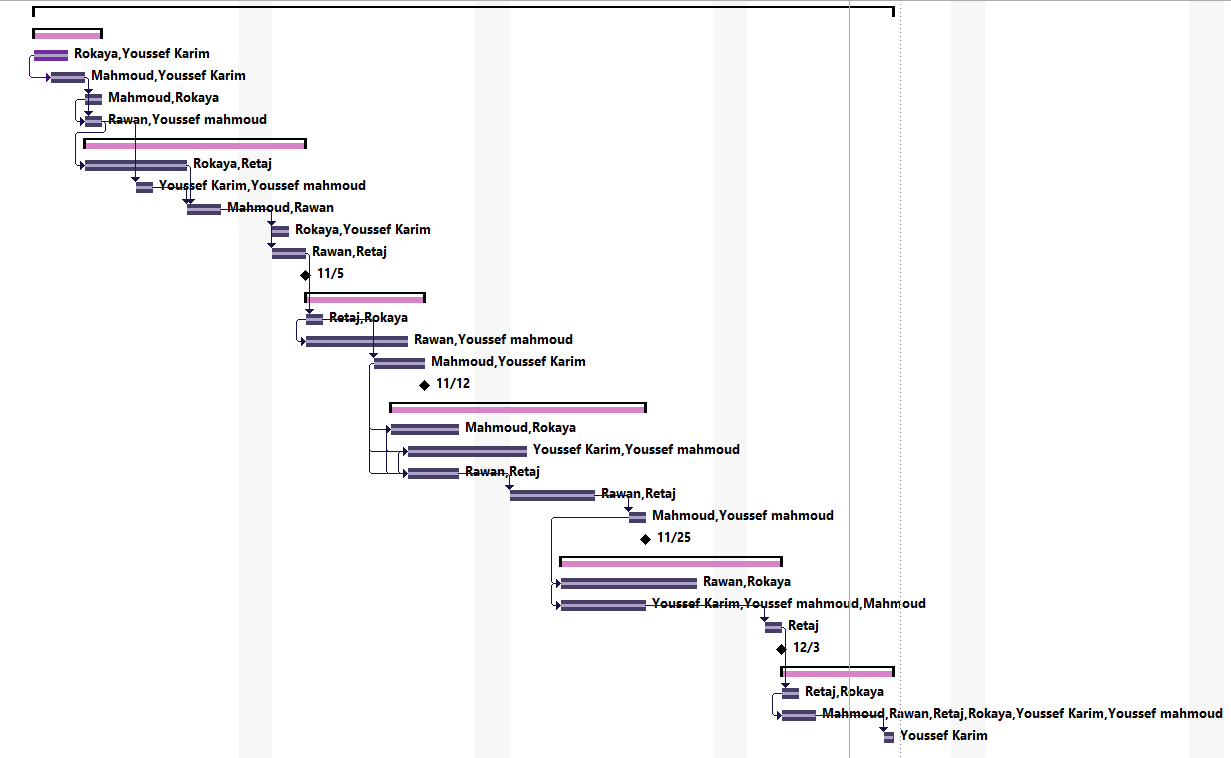 Rokaya,Youssef Karim
Mahmoud,Youssef Karim
Mahmoud,Rokaya
Rawan,Youssef mahmoud
Rokaya,Retaj
Youssef Karim,Youssef mahmoud
Mahmoud,Rawan
Rokaya,Youssef Karim
Rawan,Retaj
11/5
Retaj,Rokaya
Rawan,Youssef mahmoud
Mahmoud,Youssef Karim
11/12
Mahmoud,Rokaya
Youssef Karim,Youssef mahmoud
Rawan,Retaj
Rawan,Retaj
Mahmoud,Youssef mahmoud
11/25
Rawan,Rokaya
Youssef Karim,Youssef mahmoud,Mahmoud
Retaj
12/3
Retaj,Rokaya
Mahmoud,Rawan,Retaj,Rokaya,Youssef Karim,Youssef mahmoud
Youssef Karim